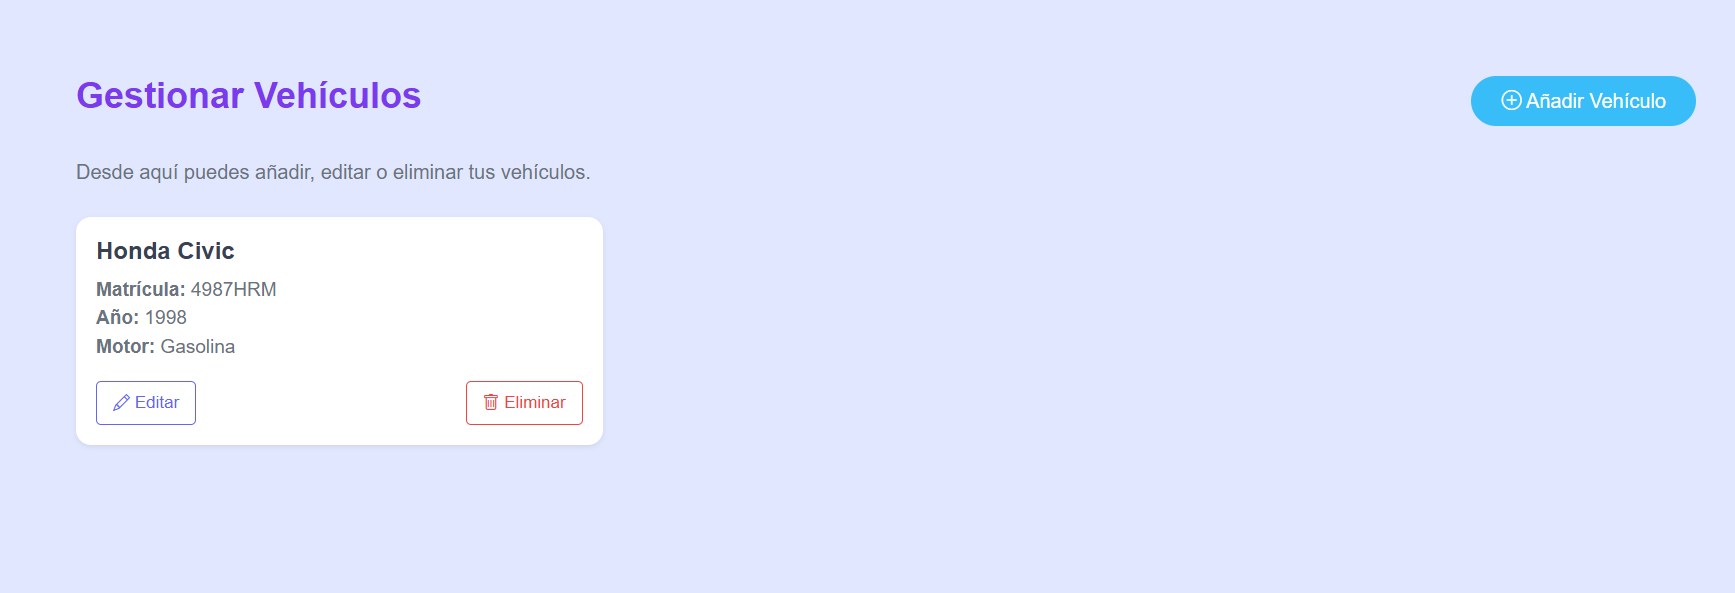 Gestionar Vehículos
Añadir Vehículo
Desde aquí puedes añadir, editar o eliminar tus vehículos.
Honda Civic
Matrícula: 4987HRM
Año: 1998
Motor: Gasolina
Editar
Eliminar